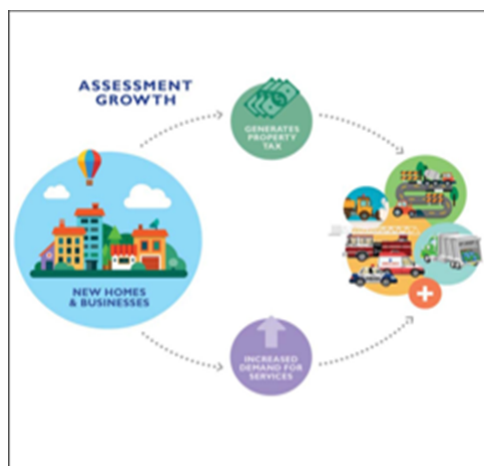 ASSESSMENT
GROWTH
GENERATES
PROPERTY
TAX
NEW HOMES
& BUSINESSES
INCREASED
DEMAND FOR
SERVICES